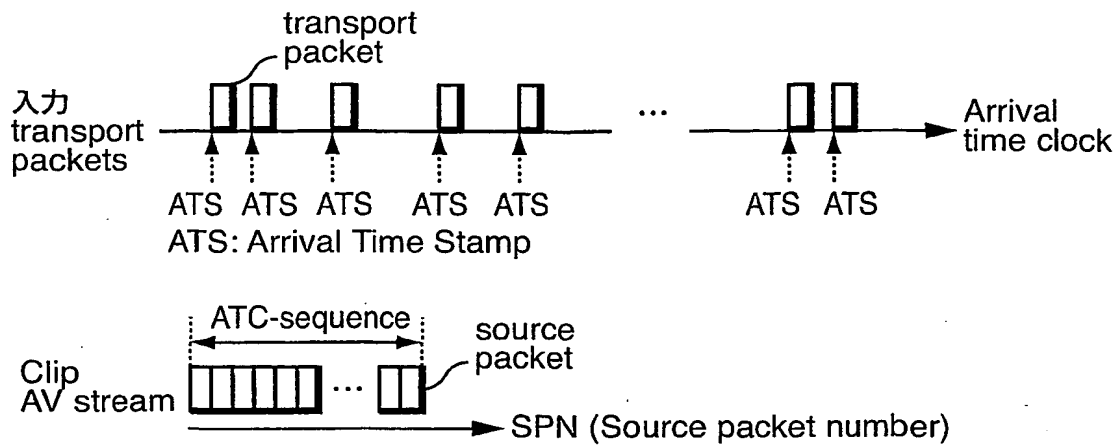 transport
packet
入力
transport
packets
...
Arrival
time clock
ATS ATS ATS ATS ATS ATS ATS
ATS: Arrival Time Stamp
ATC-sequence
source
packet
Clip
AV stream
...
SPN (Source packet number)